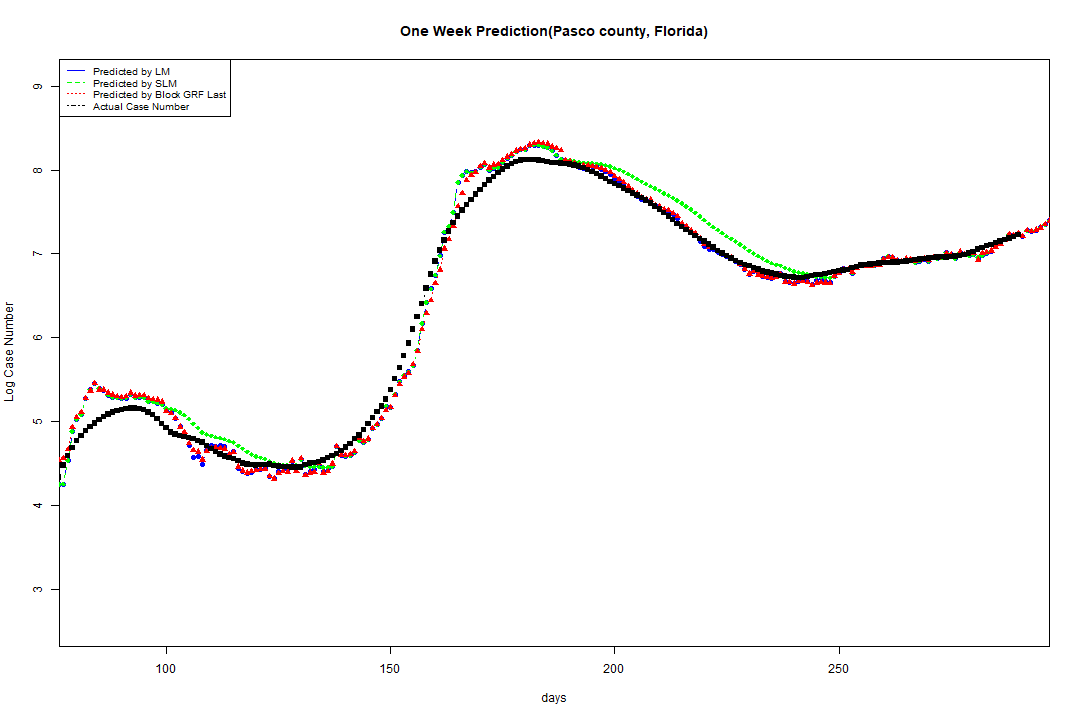 One Week Prediction(Pasco county, Florida)
Predicted by LM
Predicted by SLM
Predicted by Block GRF Last
Actual Case Number
9
8
7
6
5
4
3
Log Case Number
100 150 200 250
days